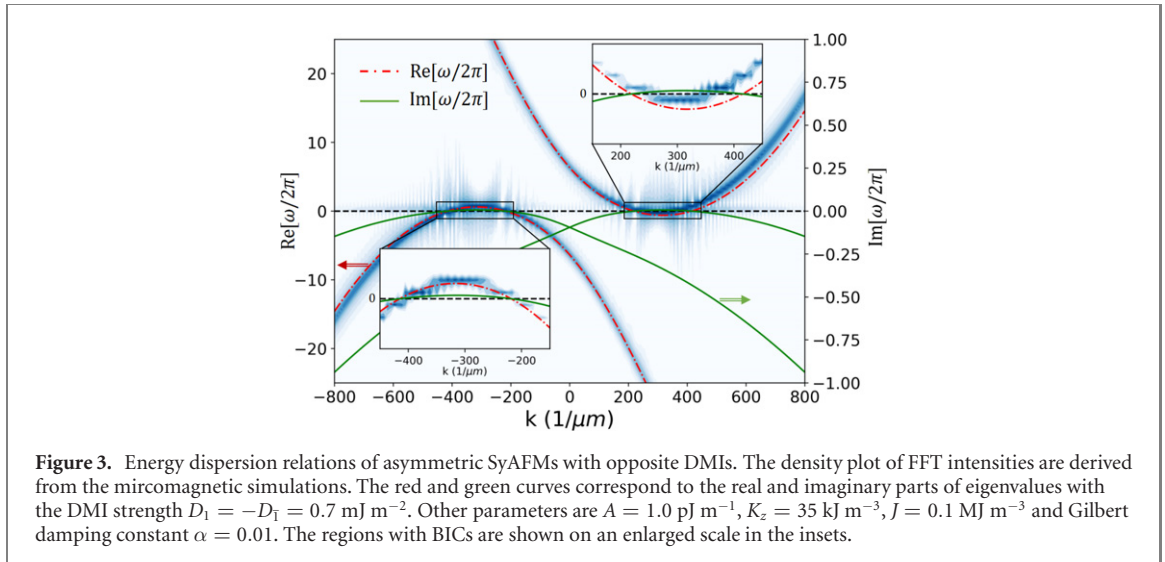 1.00
20
Re[ω/2π]
0.75
Im[ω/2π]
0
10
0.50
200 300 400
k (1/μm)
0.25
Re[ω/2π]
Im[ω/2π]
0
0.00
−0.25
−10
0
−0.50
−0.75
−20
−400 −300 −200
k (1/μm)
−1.00
−800 −600 −400 −200 0 200 400 600 800
k (1/μm)
Figure 3. Energy dispersion relations of asymmetric SyAFMs with opposite DMIs. The density plot of FFT intensities are derived
from the mircomagnetic simulations. The red and green curves correspond to the real and imaginary parts of eigenvalues with
the DMI strength D₁ = −D_1̄ = 0.7 mJ m⁻². Other parameters are A = 1.0 pJ m⁻¹, K_z = 35 kJ m⁻³, J = 0.1 MJ m⁻³ and Gilbert
damping constant α = 0.01. The regions with BICs are shown on an enlarged scale in the insets.